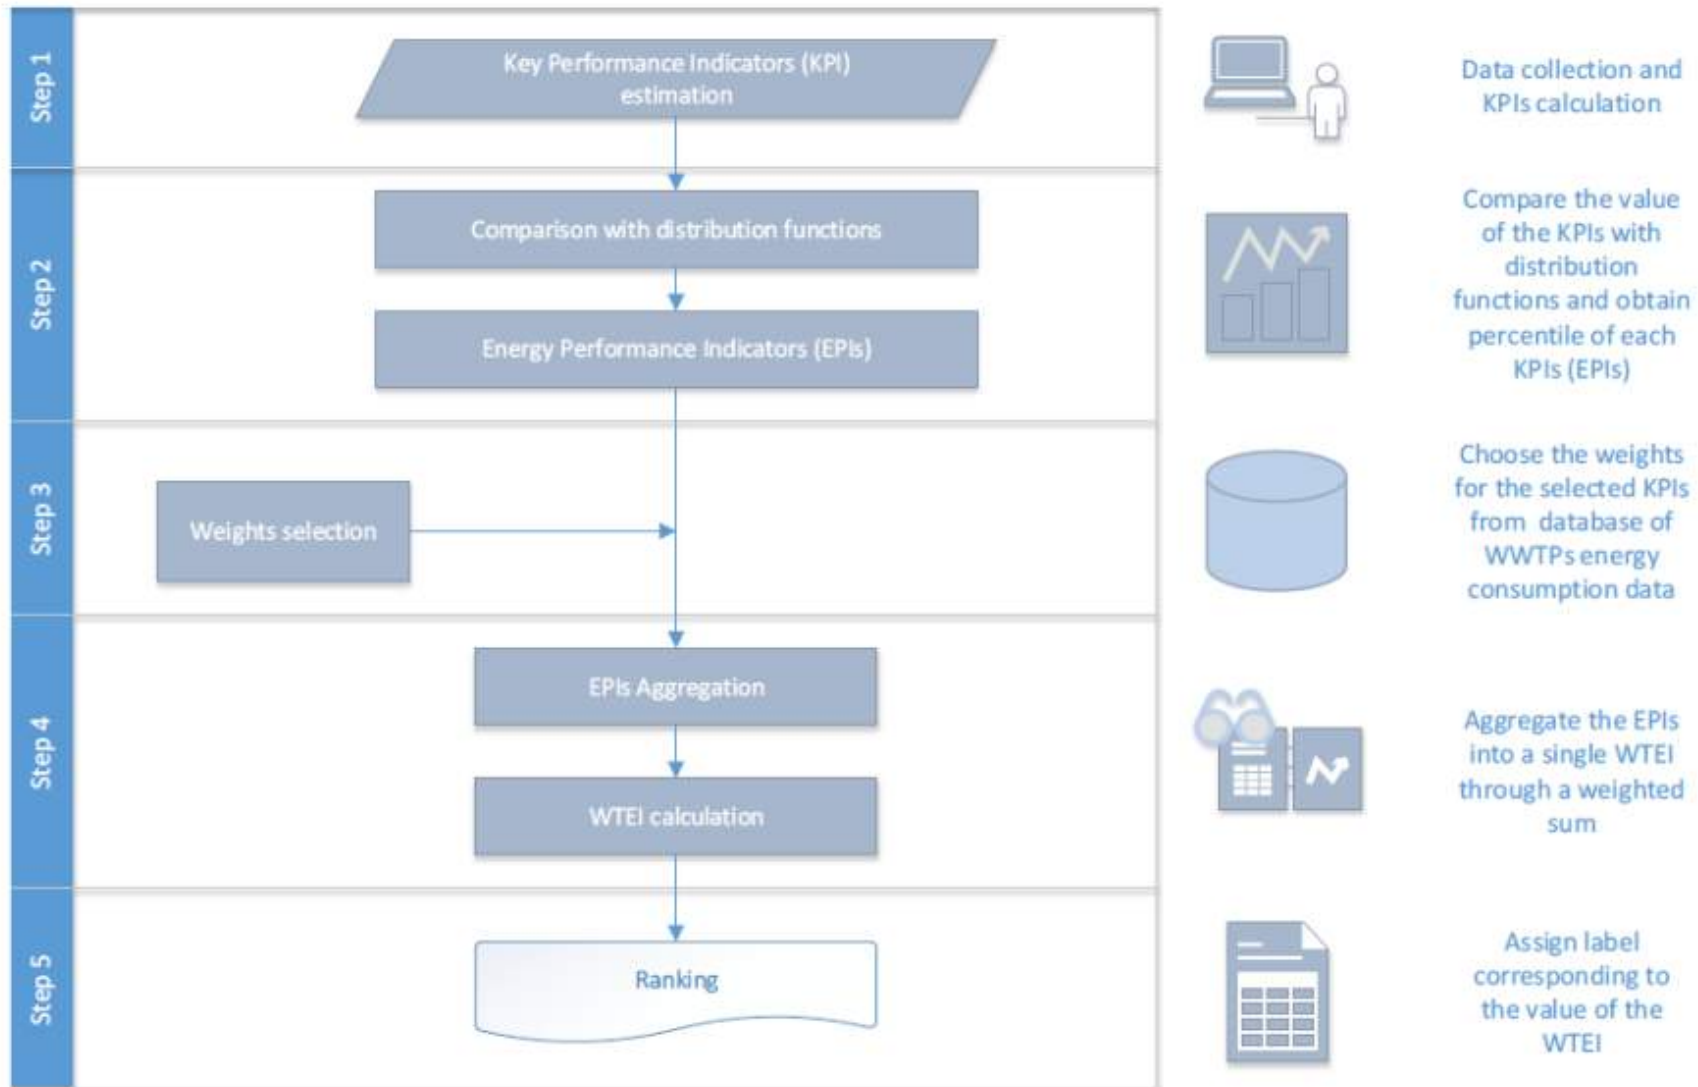 Step 1
Key Performance Indicators (KPI)
estimation
Data collection and
KPIs calculation
Step 2
Comparison with distribution functions
Energy Performance Indicators (EPIs)
Compare the value
of the KPIs with
distribution
functions and obtain
percentile of each
KPIs (EPIs)
Step 3
Weights selection
Choose the weights
for the selected KPIs
from database of
WWTPs energy
consumption data
Step 4
EPIs Aggregation
WTEI calculation
Aggregate the EPIs
into a single WTEI
through a weighted
sum
Step 5
Ranking
Assign label
corresponding to
the value of the
WTEI